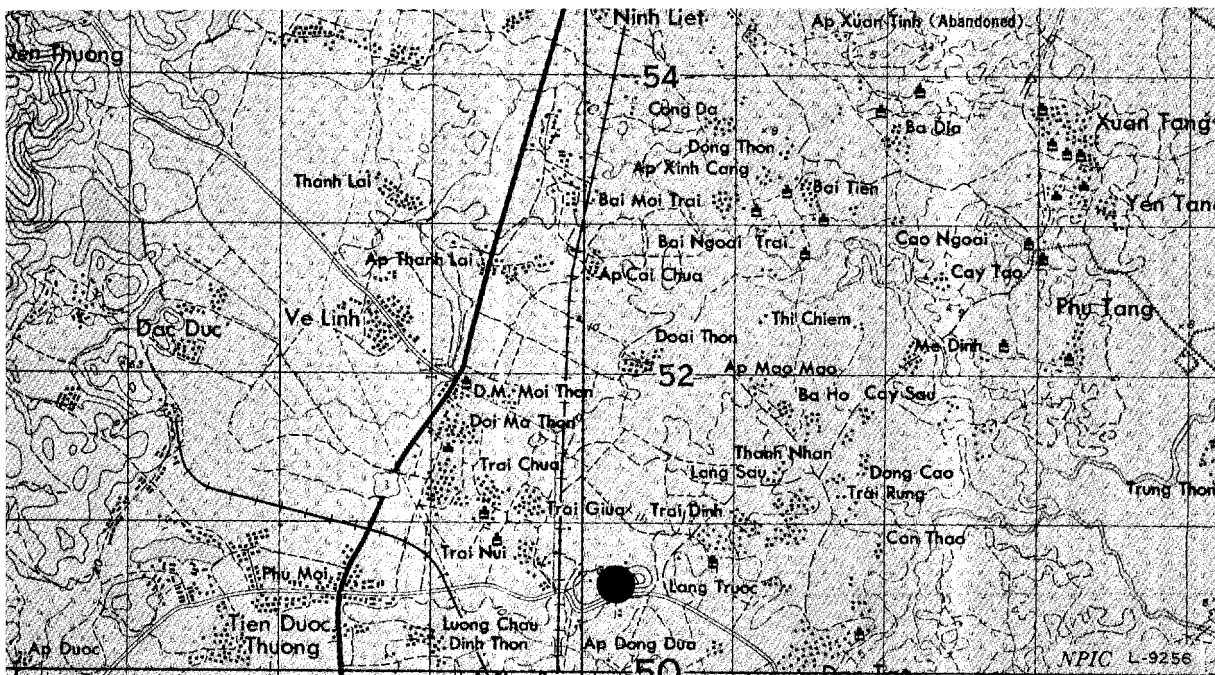 Ninh Liet
Ap Xuan Tinh (Abandoned)
54
Cong Da
Ba Dia
Xuan Tang
Dong Thon
Ap Xinh Cang
Thanh Lai
Bai Tien
Bai Moi Trai
Bai Ngoai Trai
Cao Ngoai
Ap Thanh Lai
Ap Cai Chua
Cay Tao
Phu Tang
Ve Linh
Thi Chiem
Dac Duc
Doai Thon
Me Dinh
52
Ap Mao Mao
D.M. Moi Thon
Ba Ho
Cay Sau
Doi Ma Thon
Thanh Nhan
Trai Chua
Lang Sau
Dong Cao
Trai Rung
Trung Thon
Trai Giua
Trai Dinh
Can Thao
Trai Nui
Phu Moi
Lang Truoc
Tien Duoc
Thuong
Luong Chau
Dinh Thon
Ap Dong Dua
Ap Duoc
50
NPIC L-9256